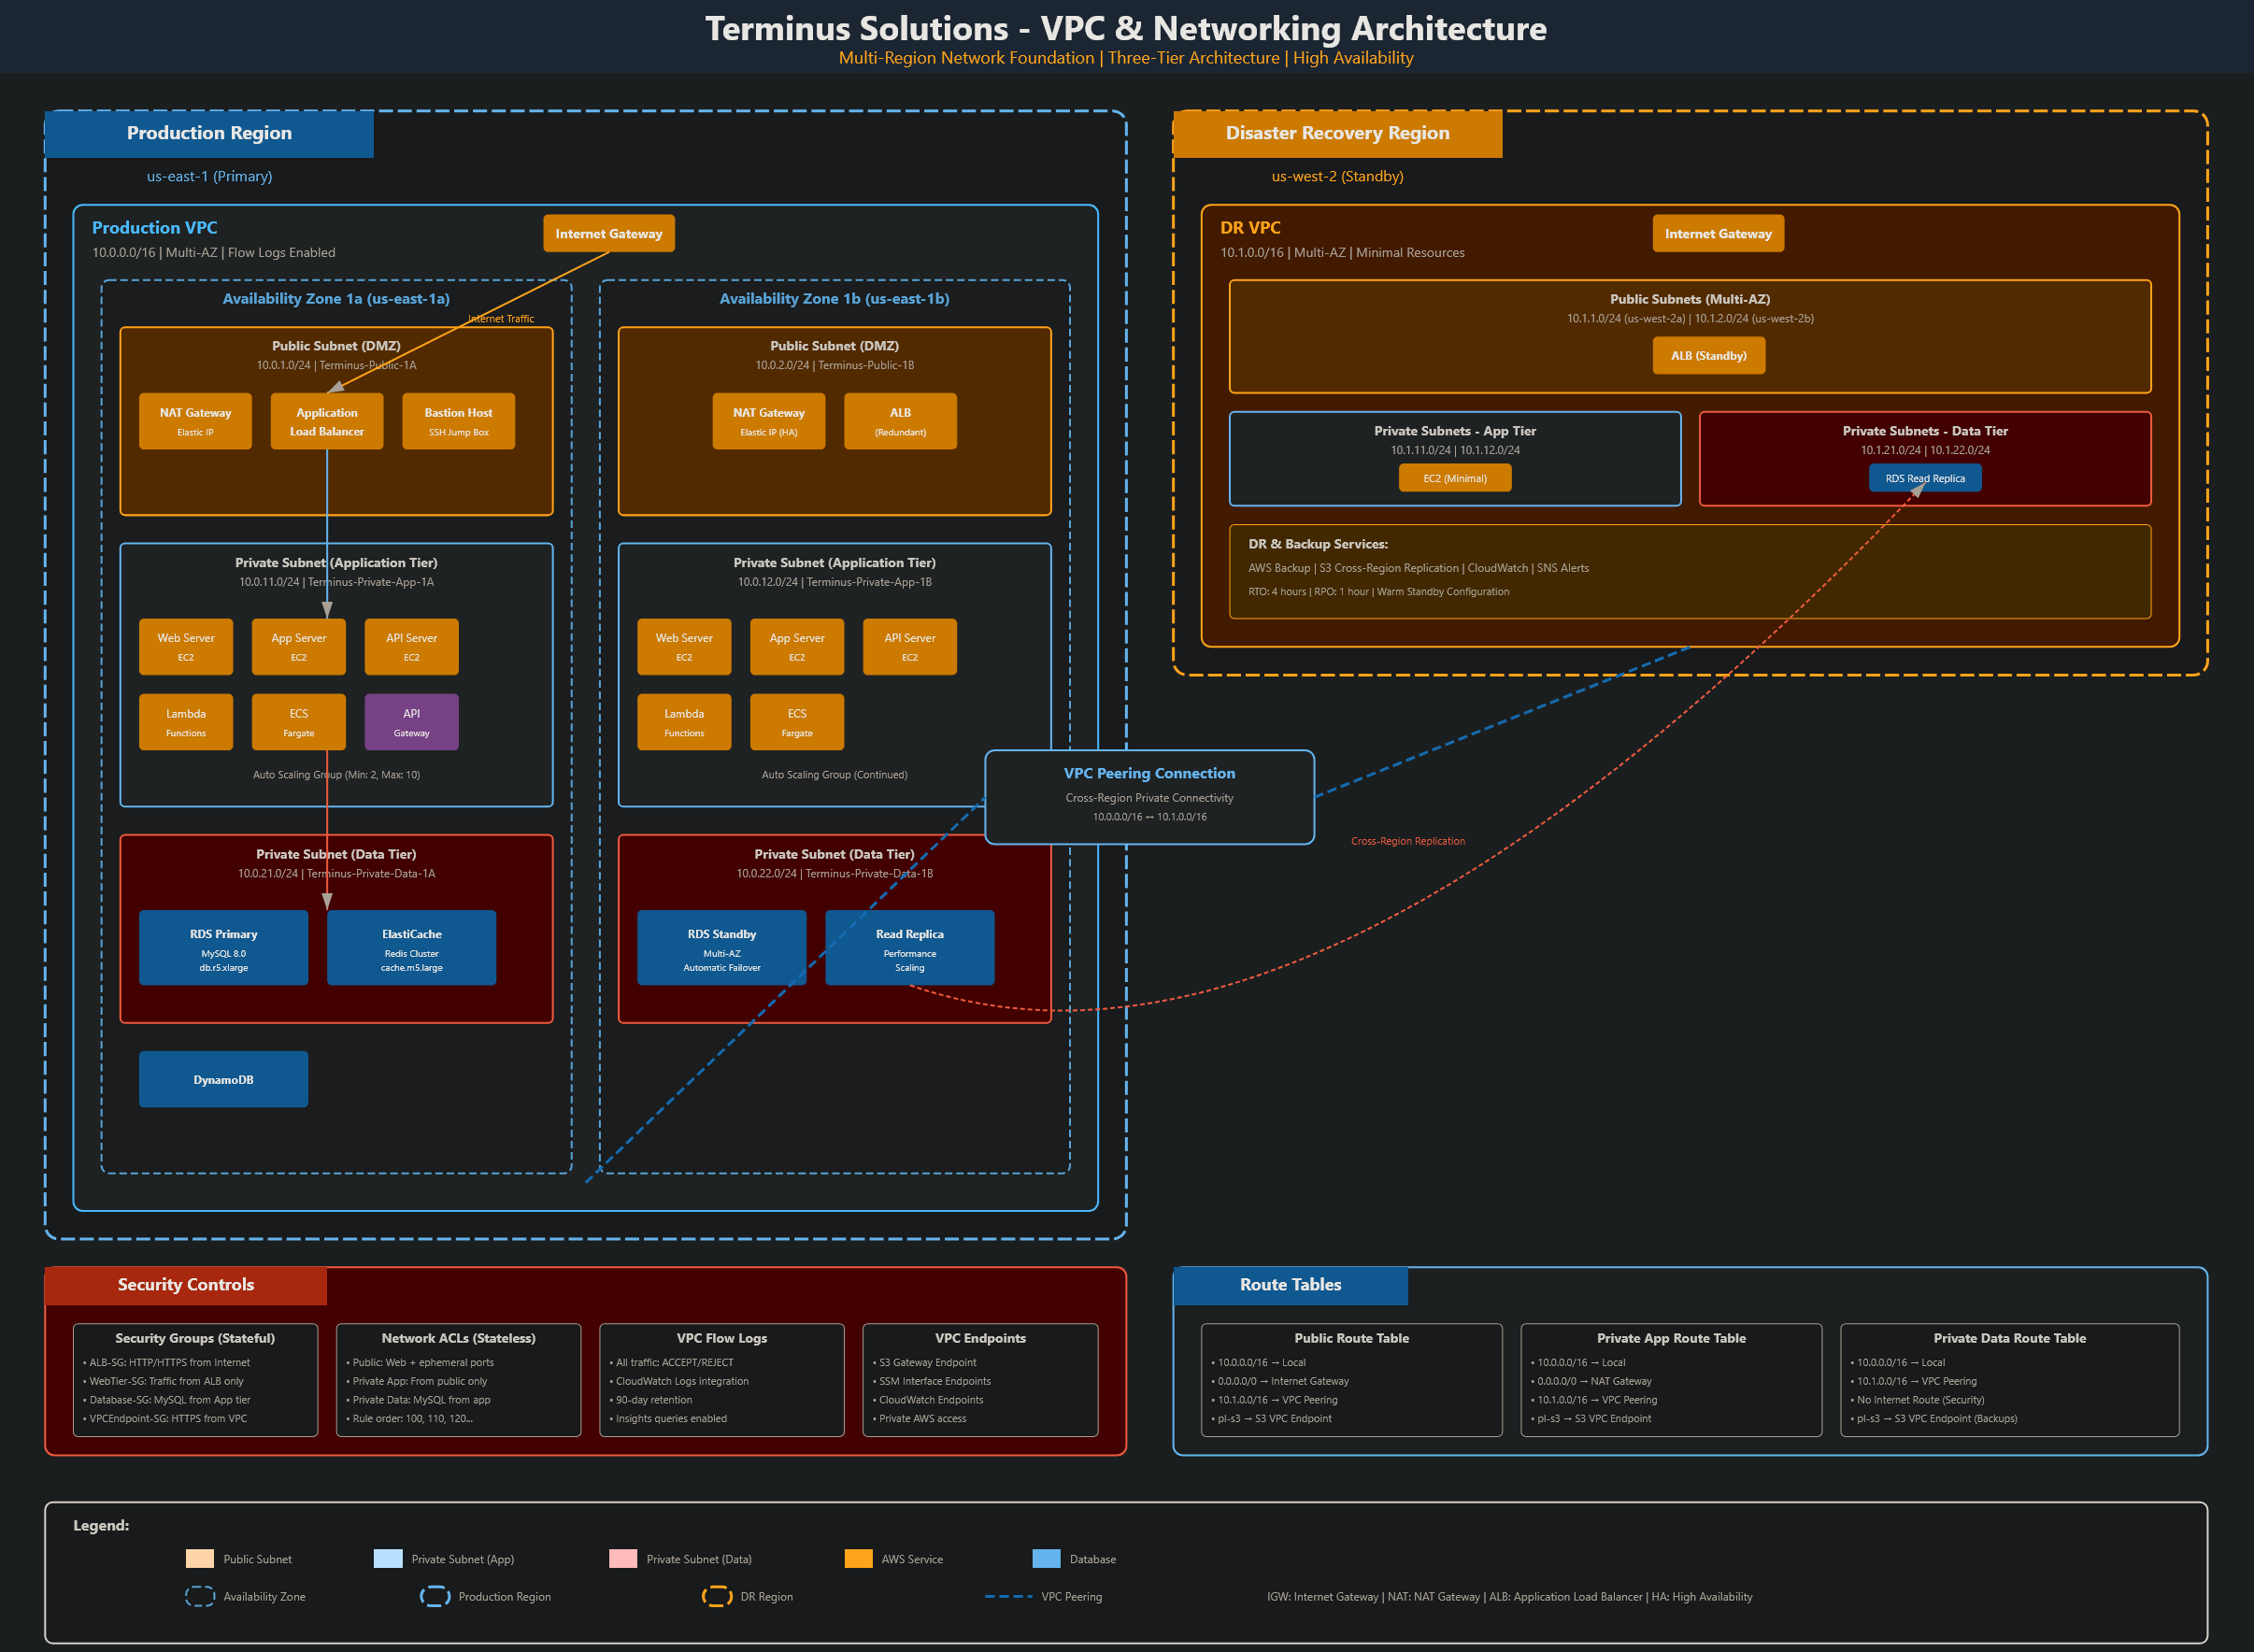 Terminus Solutions - VPC & Networking Architecture
Multi-Region Network Foundation | Three-Tier Architecture | High Availability
Production Region
us-east-1 (Primary)
Production VPC
10.0.0.0/16 | Multi-AZ | Flow Logs Enabled
Internet Gateway
Internet Traffic
Availability Zone 1a (us-east-1a)
Public Subnet (DMZ)
10.0.1.0/24 | Terminus-Public-1A
NAT Gateway
Elastic IP
Application
Load Balancer
Bastion Host
SSH Jump Box
Private Subnet (Application Tier)
10.0.11.0/24 | Terminus-Private-App-1A
Web Server
EC2
App Server
EC2
API Server
EC2
Lambda
Functions
ECS
Fargate
API
Gateway
Auto Scaling Group (Min: 2, Max: 10)
Private Subnet (Data Tier)
10.0.21.0/24 | Terminus-Private-Data-1A
RDS Primary
MySQL 8.0
db.r5.xlarge
ElastiCache
Redis Cluster
cache.m5.large
DynamoDB
Availability Zone 1b (us-east-1b)
Public Subnet (DMZ)
10.0.2.0/24 | Terminus-Public-1B
NAT Gateway
Elastic IP (HA)
ALB
(Redundant)
Private Subnet (Application Tier)
10.0.12.0/24 | Terminus-Private-App-1B
Web Server
EC2
App Server
EC2
API Server
EC2
Lambda
Functions
ECS
Fargate
Auto Scaling Group (Continued)
Private Subnet (Data Tier)
10.0.22.0/24 | Terminus-Private-Data-1B
RDS Standby
Multi-AZ
Automatic Failover
Read Replica
Performance
Scaling
VPC Peering Connection
Cross-Region Private Connectivity
10.0.0.0/16 ↔ 10.1.0.0/16
Cross-Region Replication
Disaster Recovery Region
us-west-2 (Standby)
DR VPC
10.1.0.0/16 | Multi-AZ | Minimal Resources
Internet Gateway
Public Subnets (Multi-AZ)
10.1.1.0/24 (us-west-2a) | 10.1.2.0/24 (us-west-2b)
ALB (Standby)
Private Subnets - App Tier
10.1.11.0/24 | 10.1.12.0/24
EC2 (Minimal)
Private Subnets - Data Tier
10.1.21.0/24 | 10.1.22.0/24
RDS Read Replica
DR & Backup Services:
AWS Backup | S3 Cross-Region Replication | CloudWatch | SNS Alerts
RTO: 4 hours | RPO: 1 hour | Warm Standby Configuration
Security Controls
Security Groups (Stateful)
• ALB-SG: HTTP/HTTPS from Internet
• WebTier-SG: Traffic from ALB only
• Database-SG: MySQL from App tier
• VPCEndpoint-SG: HTTPS from VPC
Network ACLs (Stateless)
• Public: Web + ephemeral ports
• Private App: From public only
• Private Data: MySQL from app
• Rule order: 100, 110, 120...
VPC Flow Logs
• All traffic: ACCEPT/REJECT
• CloudWatch Logs integration
• 90-day retention
• Insights queries enabled
VPC Endpoints
• S3 Gateway Endpoint
• SSM Interface Endpoints
• CloudWatch Endpoints
• Private AWS access
Route Tables
Public Route Table
• 10.0.0.0/16 → Local
• 0.0.0.0/0 → Internet Gateway
• 10.1.0.0/16 → VPC Peering
• pl-s3 → S3 VPC Endpoint
Private App Route Table
• 10.0.0.0/16 → Local
• 0.0.0.0/0 → NAT Gateway
• 10.1.0.0/16 → VPC Peering
• pl-s3 → S3 VPC Endpoint
Private Data Route Table
• 10.0.0.0/16 → Local
• 10.1.0.0/16 → VPC Peering
• No Internet Route (Security)
• pl-s3 → S3 VPC Endpoint (Backups)
Legend:
Public Subnet
Private Subnet (App)
Private Subnet (Data)
AWS Service
Database
Availability Zone
Production Region
DR Region
VPC Peering
IGW: Internet Gateway | NAT: NAT Gateway | ALB: Application Load Balancer | HA: High Availability